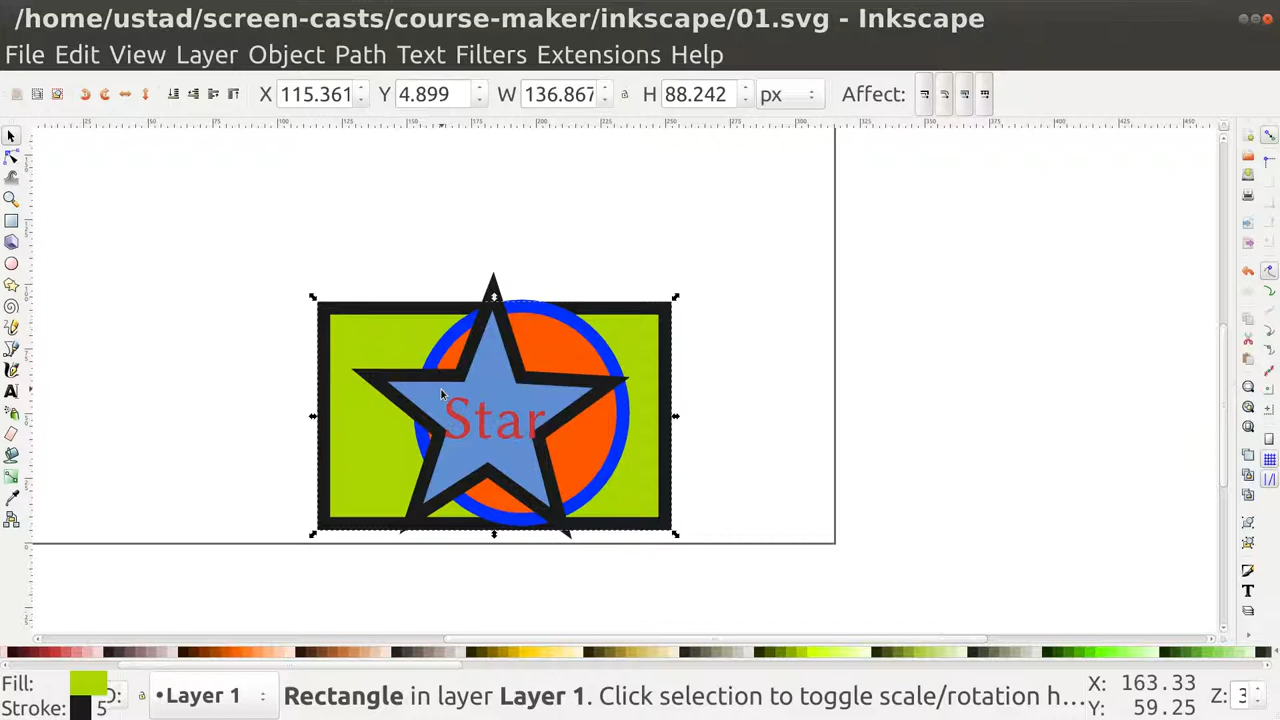 /home/ustad/screen-casts/course-maker/inkscape/01.svg - Inkscape
File Edit View Layer Object Path Text Filters Extensions Help
X 115.361 Y 4.899 W 136.867 H 88.242 px Affect:
Star
Fill:
Stroke: 5
•Layer 1
Rectangle in layer Layer 1. Click selection to toggle scale/rotation h...
X: 163.33
Y: 59.25
Z: 3